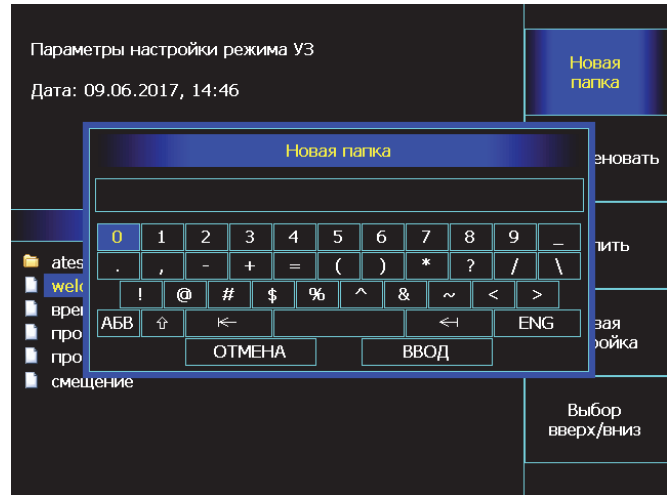 Параметры настройки режима УЗ
Дата: 09.06.2017, 14:46
Новая
папка
Новая папка
0 1 2 3 4 5 6 7 8 9 _
. , - + = ( ) * ? / \
! @ # $ % ^ & ~ < >
АБВ ⇧ ENG
ОТМЕНА ВВОД
смещение
Выбор
вверх/вниз